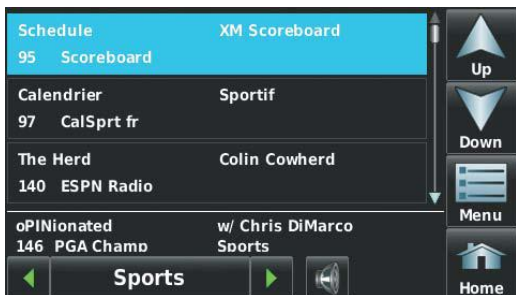 Schedule XM Scoreboard
95 Scoreboard
Up
Calendrier Sportif
97 CalSprt fr
Down
The Herd Colin Cowherd
140 ESPN Radio
Menu
oPINionated w/ Chris DiMarco
146 PGA Champ Sports
Sports
Home